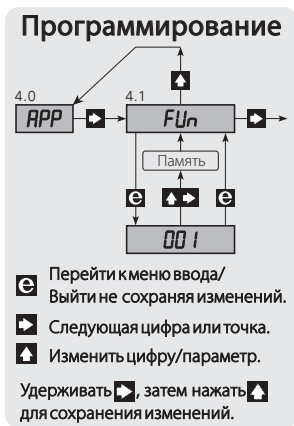 Программирование
4.0 4.1
APP FUn
Память
e e
001
e Перейти к меню ввода/
Выйти не сохраняя изменений.
Следующая цифра или точка.
Изменить цифру/параметр.
Удерживать , затем нажать
для сохранения изменений.